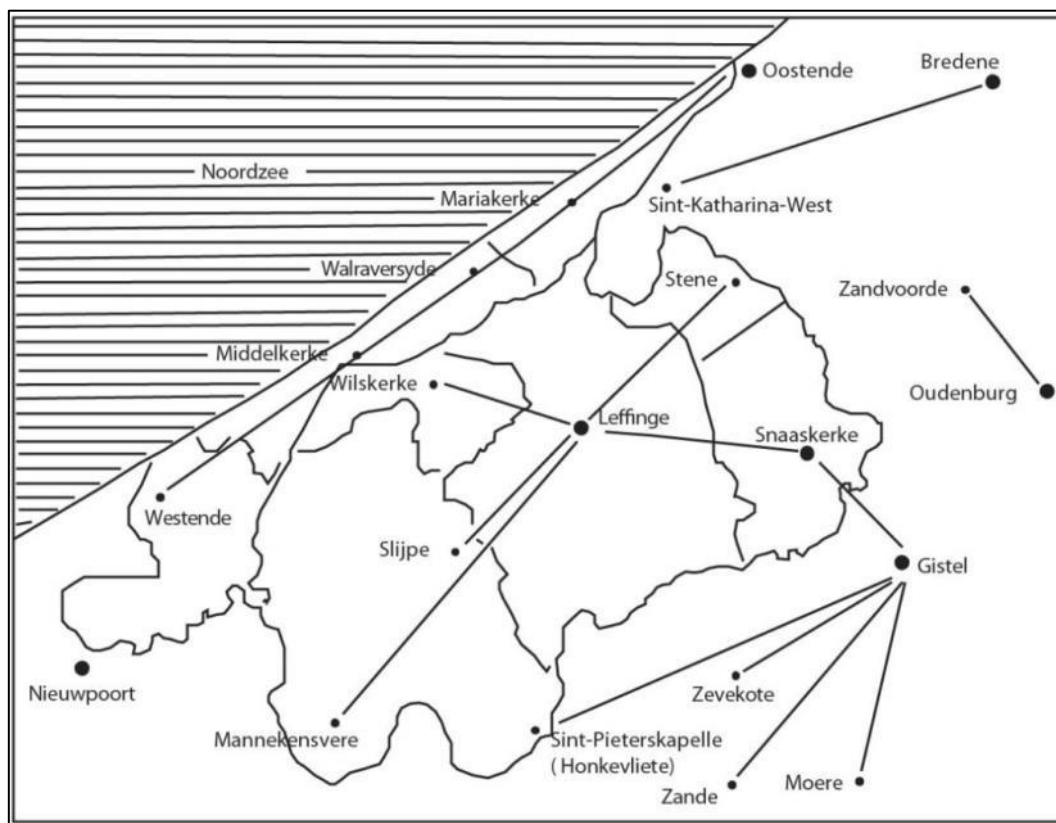 Oostende
Bredene
Noordzee
Mariakerke
Sint-Katharina-West
Walraversyde
Stene
Zandvoorde
Middelkerke
Wilskerke
Oudenburg
Leffinge
Snaaskerke
Westende
Slijpe
Gistel
Nieuwpoort
Zevekote
Mannekensvere
Sint-Pieterskapelle
( Honkevliete)
Zande
Moere